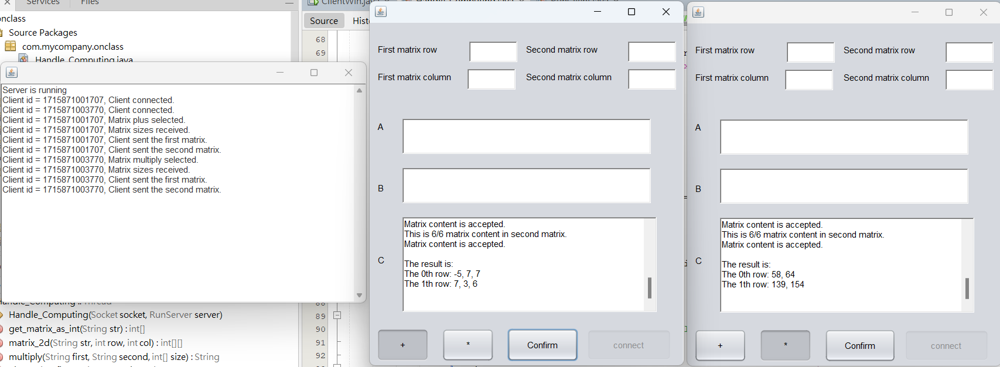 Services
Files
onclass
Source Packages
com.mycompany.onclass
Handle_Computing.java
Server is running
Client id = 1715871001707, Client connected.
Client id = 1715871003770, Client connected.
Client id = 1715871001707, Matrix plus selected.
Client id = 1715871001707, Matrix sizes received.
Client id = 1715871001707, Client sent the first matrix.
Client id = 1715871001707, Client sent the second matrix.
Client id = 1715871003770, Matrix multiply selected.
Client id = 1715871003770, Matrix sizes received.
Client id = 1715871003770, Client sent the first matrix.
Client id = 1715871003770, Client sent the second matrix.
Handle_Computing :: Thread
Handle_Computing(Socket socket, RunServer server)
get_matrix_as_int(String str) : int[]
matrix_2d(String str, int row, int col) : int[][]
multiply(String first, String second, int[] size) : String
ClientWin.java
Source Hist
68
69
88
89
90
91
92
First matrix row
Second matrix row
First matrix column
Second matrix column
A
B
C
Matrix content is accepted.
This is 6/6 matrix content in second matrix.
Matrix content is accepted.
The result is:
The 0th row: -5, 7, 7
The 1th row: 7, 3, 6
+ * Confirm connect
First matrix row
Second matrix row
First matrix column
Second matrix column
A
B
C
Matrix content is accepted.
This is 6/6 matrix content in second matrix.
Matrix content is accepted.
The result is:
The 0th row: 58, 64
The 1th row: 139, 154
+ * Confirm connect